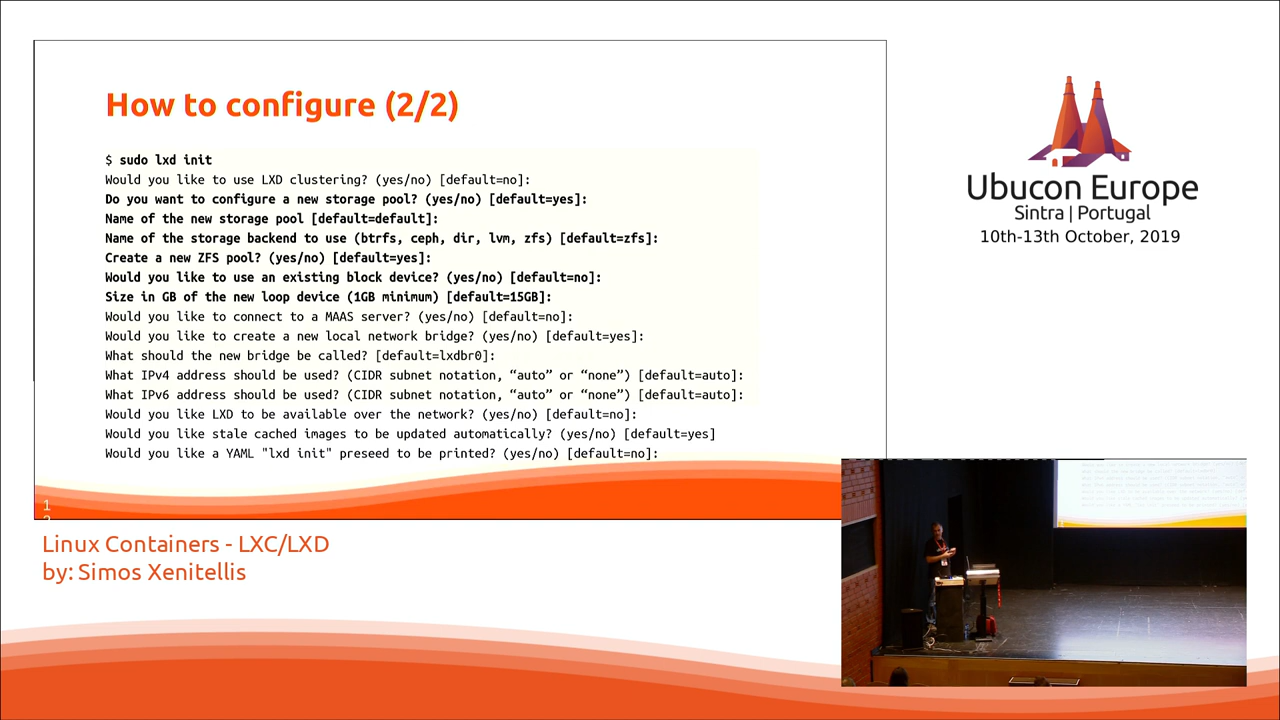 How to configure (2/2)
$ sudo lxd init
Would you like to use LXD clustering? (yes/no) [default=no]:
Do you want to configure a new storage pool? (yes/no) [default=yes]:
Name of the new storage pool [default=default]:
Name of the storage backend to use (btrfs, ceph, dir, lvm, zfs) [default=zfs]:
Create a new ZFS pool? (yes/no) [default=yes]:
Would you like to use an existing block device? (yes/no) [default=no]:
Size in GB of the new loop device (1GB minimum) [default=15GB]:
Would you like to connect to a MAAS server? (yes/no) [default=no]:
Would you like to create a new local network bridge? (yes/no) [default=yes]:
What should the new bridge be called? [default=lxdbr0]:
What IPv4 address should be used? (CIDR subnet notation, “auto” or “none”) [default=auto]:
What IPv6 address should be used? (CIDR subnet notation, “auto” or “none”) [default=auto]:
Would you like LXD to be available over the network? (yes/no) [default=no]:
Would you like stale cached images to be updated automatically? (yes/no) [default=yes]
Would you like a YAML "lxd init" preseed to be printed? (yes/no) [default=no]:
1
Linux Containers - LXC/LXD
by: Simos Xenitellis
Ubucon Europe
Sintra | Portugal
10th-13th October, 2019